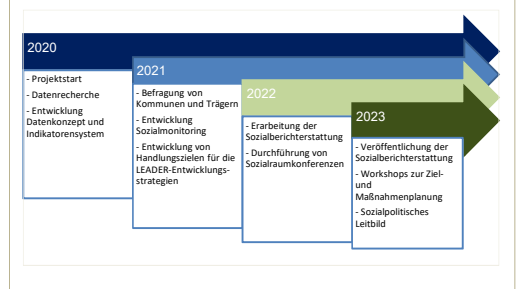 2020
- Projektstart
- Datenrecherche
- Entwicklung
Datenkonzept und
Indikatorensystem
2021
- Befragung von
Kommunen und Trägern
- Entwicklung
Sozialmonitoring
- Entwicklung von
Handlungszielen für die
LEADER-Entwicklungs-
strategien
2022
- Erarbeitung der
Sozialberichterstattung
- Durchführung von
Sozialraumkonferenzen
2023
- Veröffentlichung der
Sozialberichterstattung
- Workshops zur Ziel-
und
Maßnahmenplanung
- Sozialpolitisches
Leitbild